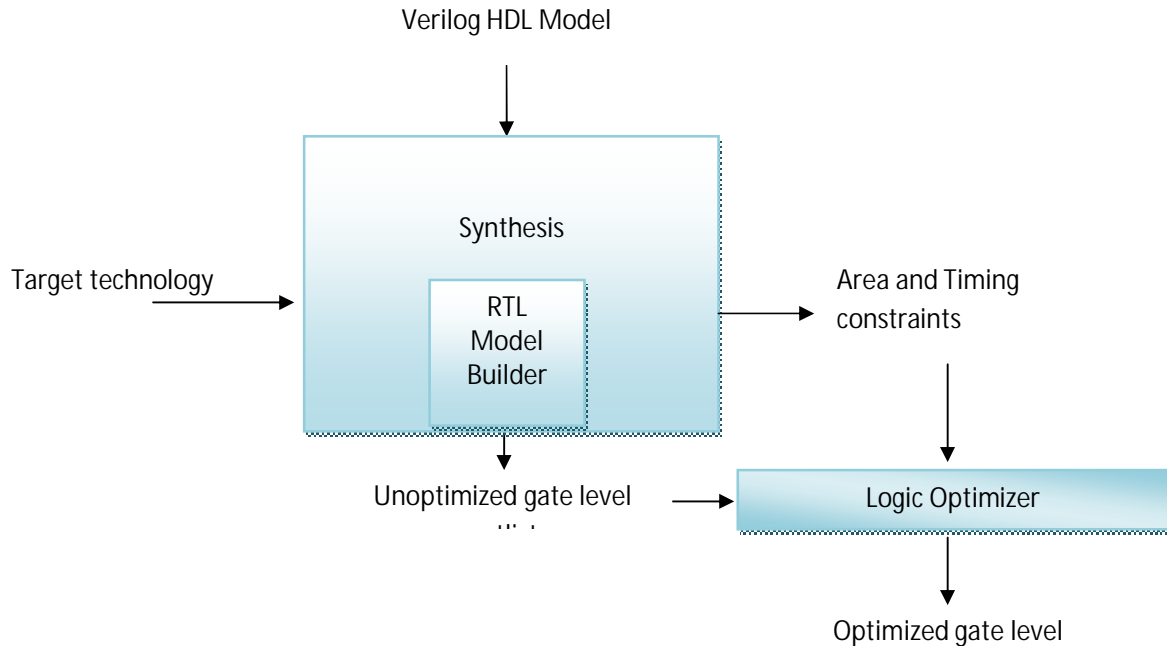 Verilog HDL Model
Synthesis
Target technology
RTL
Model
Builder
Area and Timing
constraints
Unoptimized gate level
Logic Optimizer
Optimized gate level